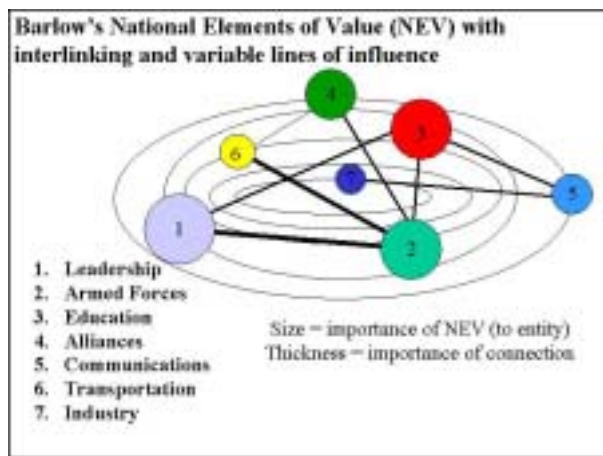 Barlow's National Elements of Value (NEV) with
interlinking and variable lines of influence
4
3
6
7
5
1
2
1. Leadership
2. Armed Forces
3. Education
4. Alliances
5. Communications
6. Transportation
7. Industry
Size = importance of NEV (to entity)
Thickness = importance of connection